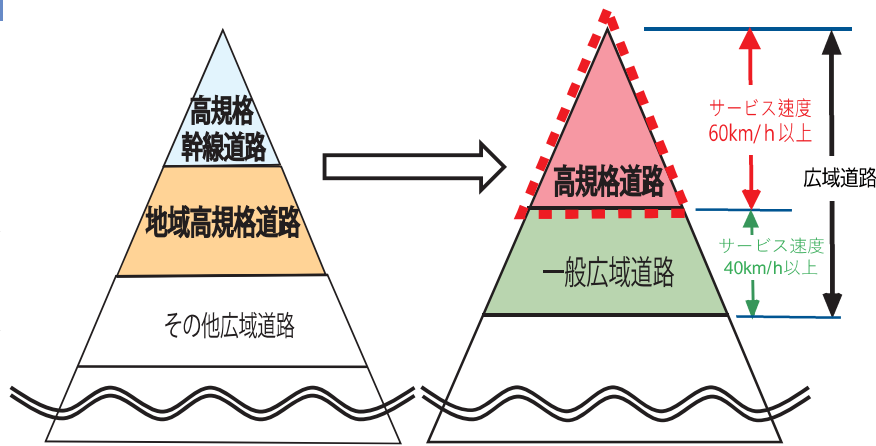 高規格
幹線道路
地域高規格道路
その他広域道路
高規格道路
一般広域道路
サービス速度
60km/h以上
広域道路
サービス速度
40km/h以上